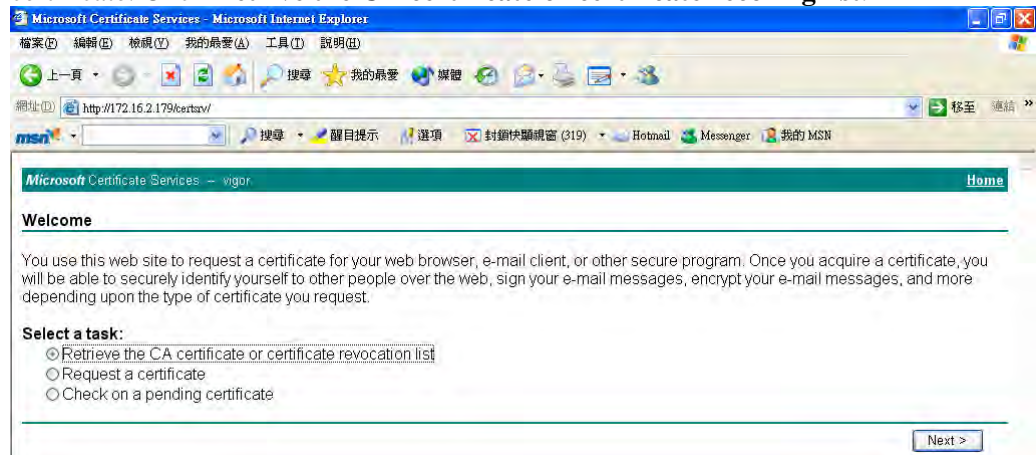 Microsoft Certificate Services - Microsoft Internet Explorer
檔案(F) 編輯(E) 檢視(V) 我的最愛(A) 工具(T) 說明(H)
上一頁 搜尋 我的最愛 媒體
網址(D) http://172.16.2.179/certsrv/ 移至 連結 »
msn 搜尋 醒目提示 選項 封鎖快顯視窗 (319) Hotmail Messenger 我的 MSN
Microsoft Certificate Services -- vigor Home
Welcome
You use this web site to request a certificate for your web browser, e-mail client, or other secure program. Once you acquire a certificate, you
will be able to securely identify yourself to other people over the web, sign your e-mail messages, encrypt your e-mail messages, and more
depending upon the type of certificate you request.
Select a task:
Retrieve the CA certificate or certificate revocation list
Request a certificate
Check on a pending certificate
Next >